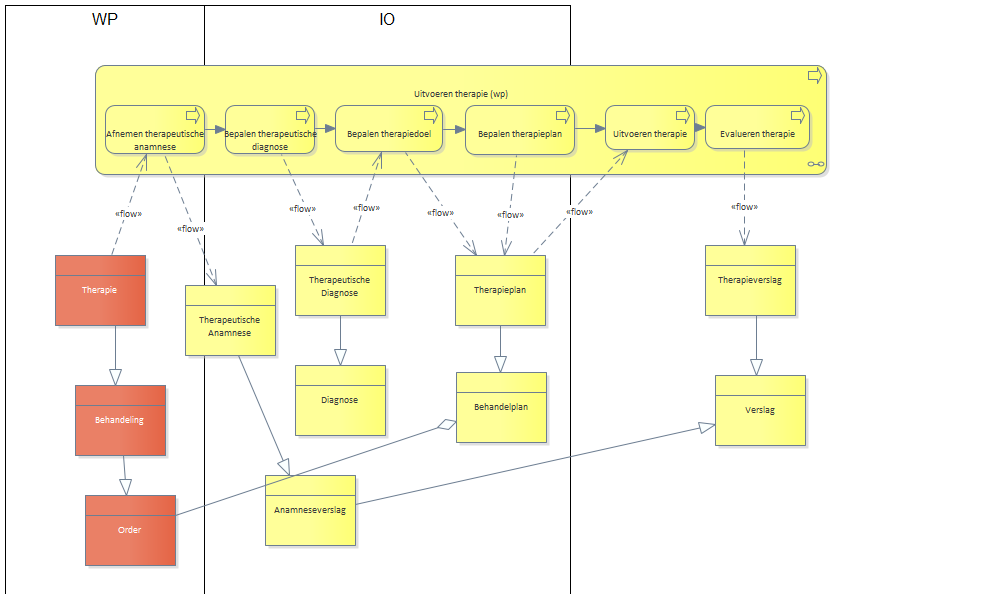 WP
IO
Uitvoeren therapie (wp)
Afnemen therapeutische
anamnese
Bepalen therapeutische
diagnose
Bepalen therapiedoel
Bepalen therapieplan
Uitvoeren therapie
Evalueren therapie
«flow»
«flow»
«flow»
«flow»
«flow»
«flow»
«flow»
«flow»
Therapie
Therapeutische
Anamnese
Therapeutische
Diagnose
Therapieplan
Therapieverslag
Behandeling
Diagnose
Behandelplan
Verslag
Order
Anamneseverslag